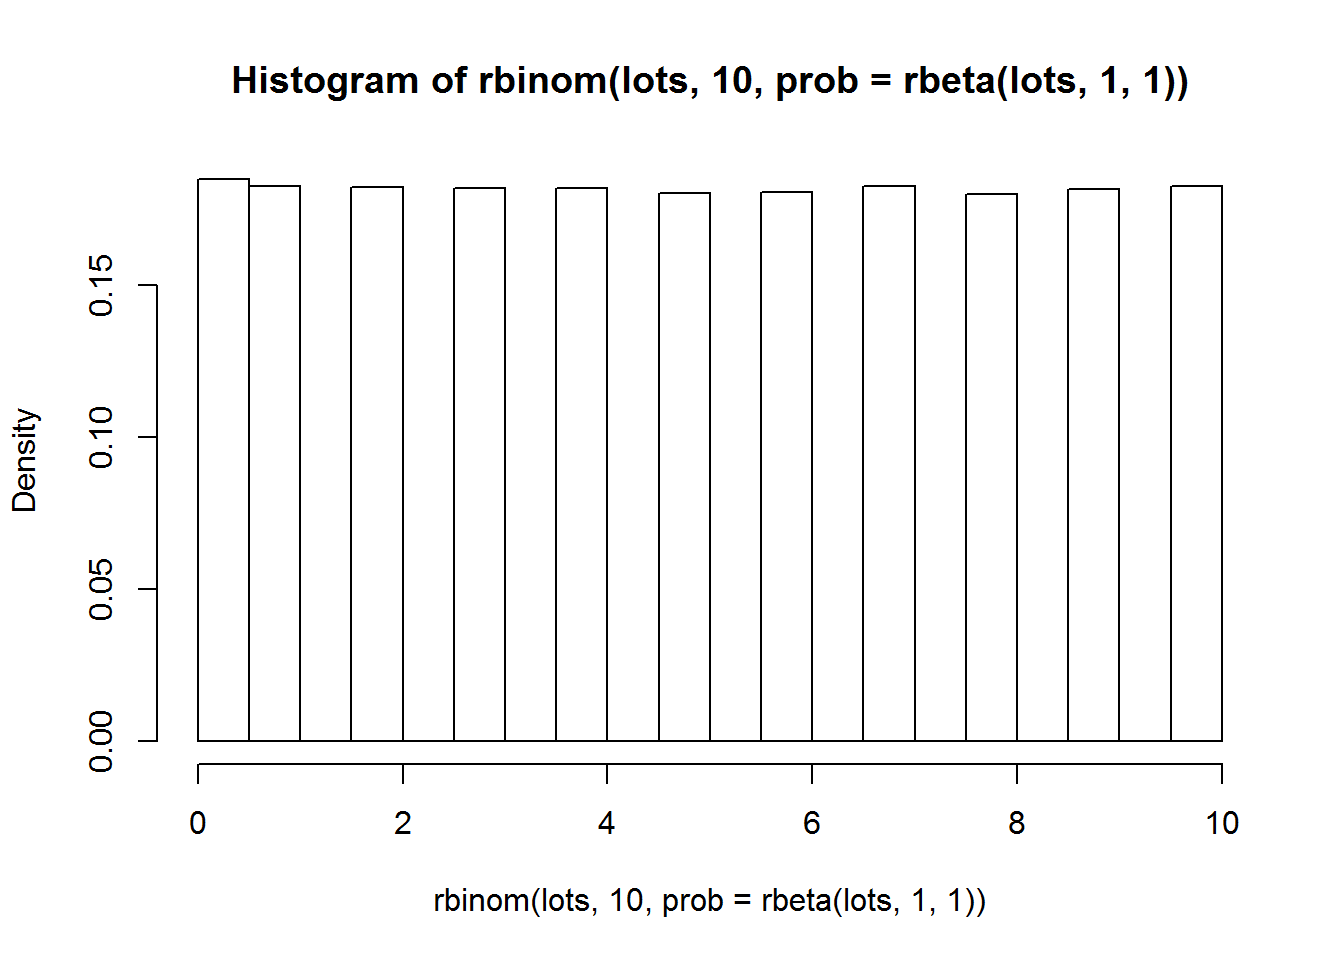 Histogram of rbinom(lots, 10, prob = rbeta(lots, 1, 1))
Density
0.15
0.10
0.05
0.00
0 2 4 6 8 10
rbinom(lots, 10, prob = rbeta(lots, 1, 1))